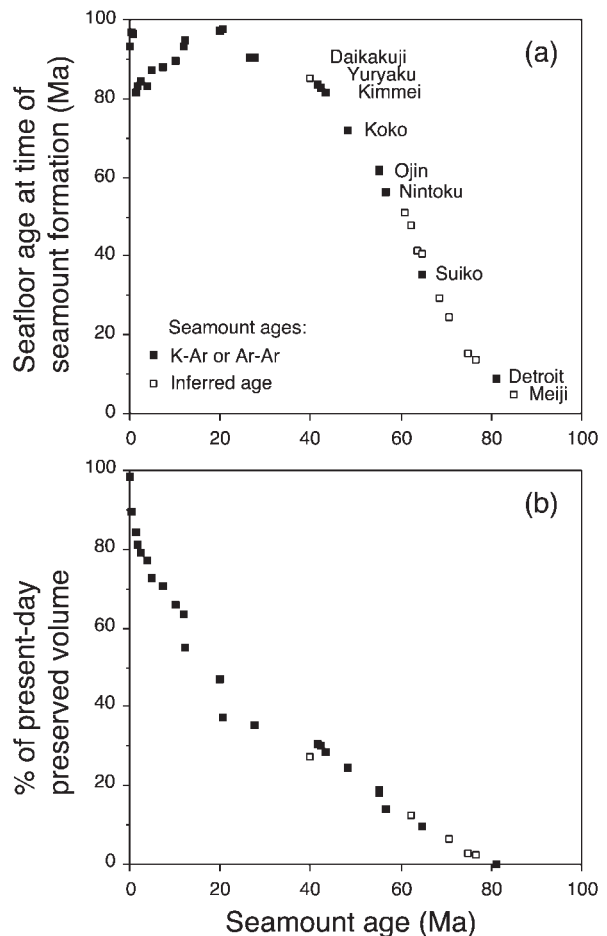 100
(a)
Daikakuji
Yuryaku
Kimmei
80
Koko
Ojin
60
Nintoku
40
Suiko
Seamount ages:
20
K-Ar or Ar-Ar
Inferred age
Detroit
Meiji
0
0 20 40 60 80 100
Seafloor age at time of
seamount formation (Ma)
100
(b)
80
60
40
20
0
0 20 40 60 80 100
% of present-day
preserved volume
Seamount age (Ma)